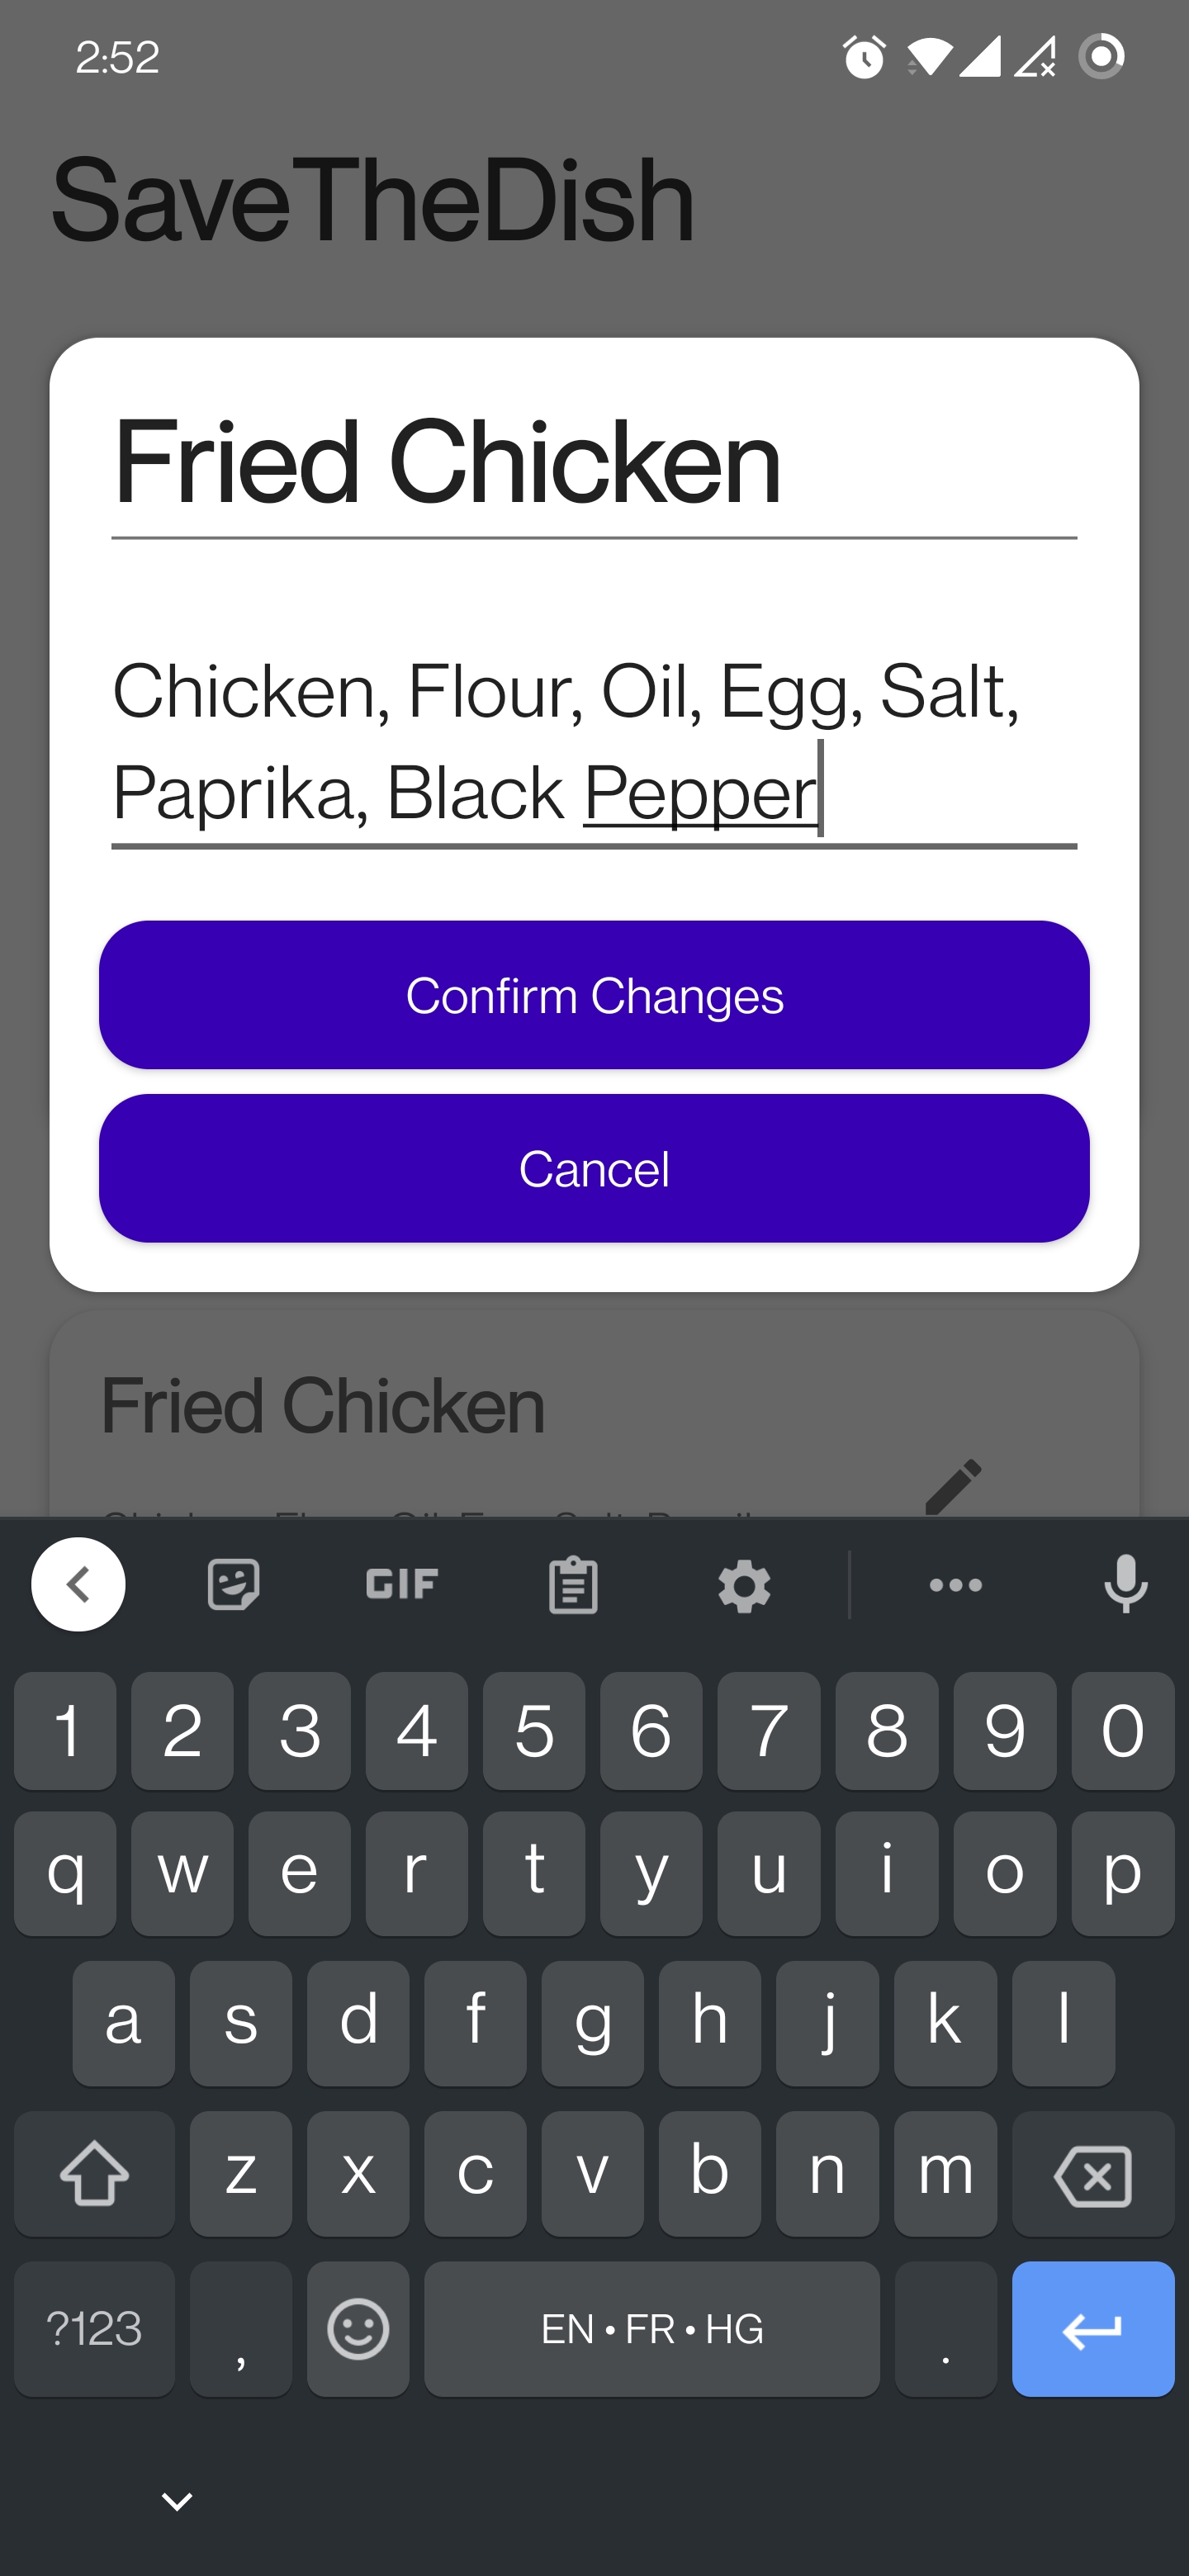 2:52
SaveTheDish
Fried Chicken
Chicken, Flour, Oil, Egg, Salt,
Paprika, Black Pepper
Confirm Changes
Cancel
Fried Chicken
GIF
1 2 3 4 5 6 7 8 9 0
q w e r t y u i o p
a s d f g h j k l
z x c v b n m
?123 , EN • FR • HG .